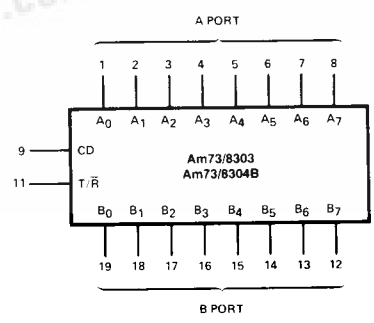 A PORT
1 2 3 4 5 6 7 8
A0 A1 A2 A3 A4 A5 A6 A7
9 CD
Am73/8303
11 T/R̅ Am73/8304B
B0 B1 B2 B3 B4 B5 B6 B7
19 18 17 16 15 14 13 12
B PORT